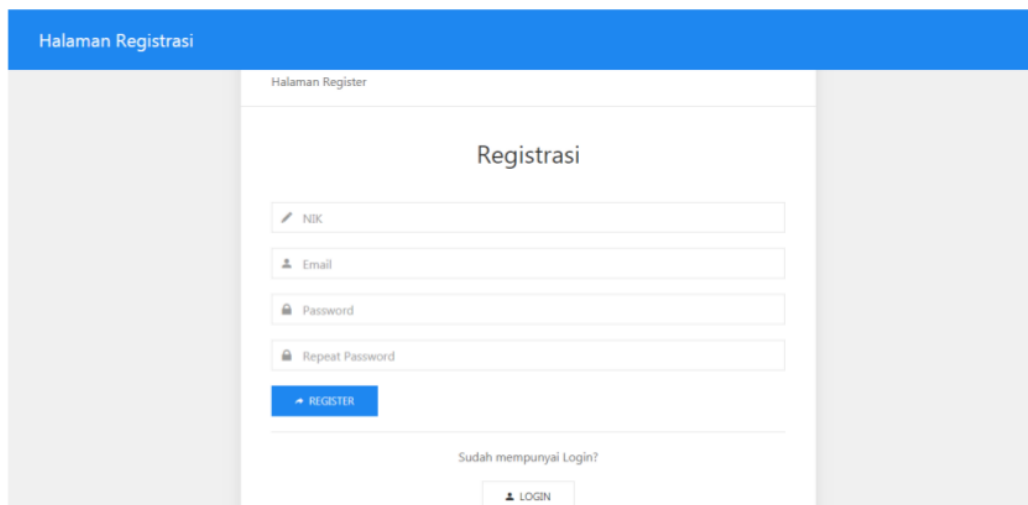 Halaman Registrasi
Halaman Register
Registrasi
NIK
Email
Password
Repeat Password
REGISTER
Sudah mempunyai Login?
LOGIN